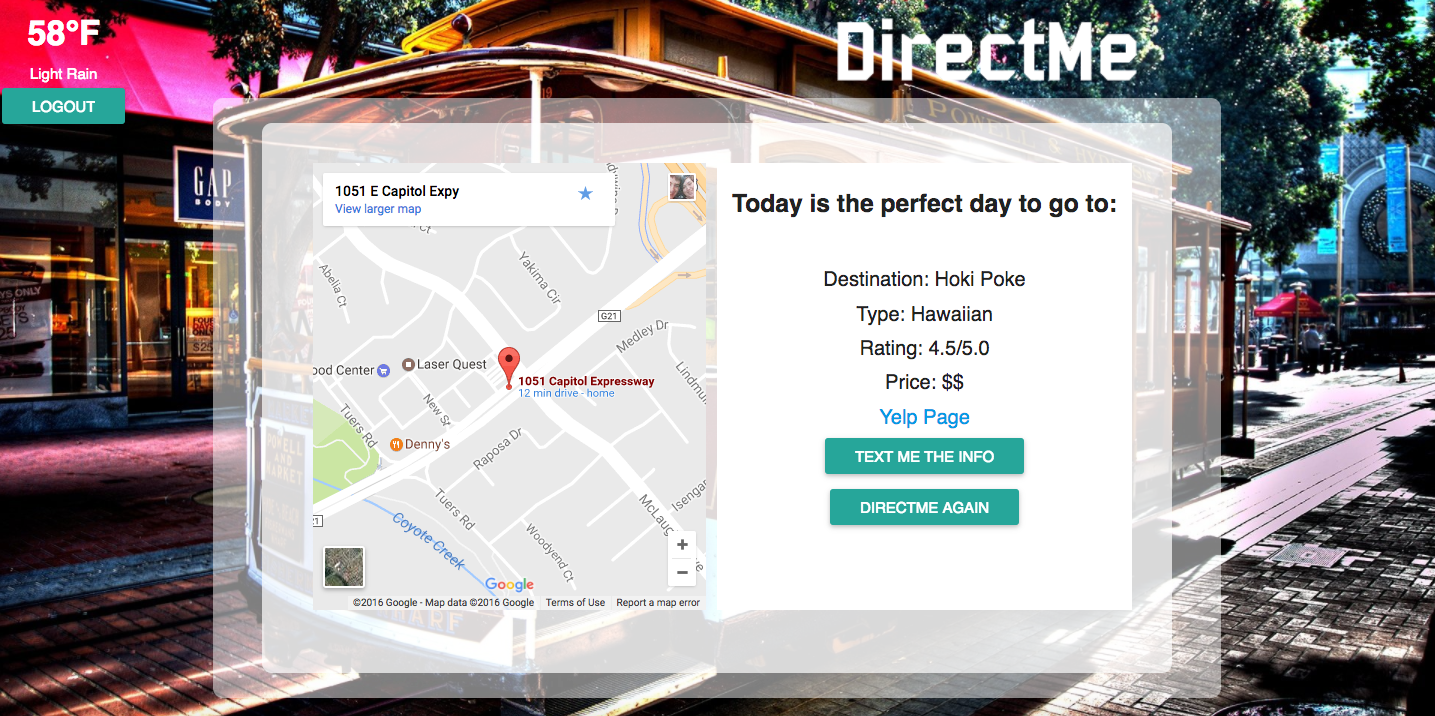 58°F
Light Rain
LOGOUT
DirectMe
19
POWELL &
GAP
BODY
1051 E Capitol Expy
View larger map
Today is the perfect day to go to:
Destination: Hoki Poke
Type: Hawaiian
Rating: 4.5/5.0
Price: $$
Yelp Page
TEXT ME THE INFO
DIRECTME AGAIN
Abella Ct
Yakima Cir
G21
Medley Dr
ood Center
Laser Quest
1051 Capitol Expressway
12 min drive - home
New St
Tuers Rd
Denny's
Raposa Dr
Tuers Rd
Coyote Creek
Woodyend Ct
McLaug
Isengar
Lindmu
21
+
−
Google
©2016 Google - Map data ©2016 Google
Terms of Use
Report a map error
POWELL
AND
MARKET